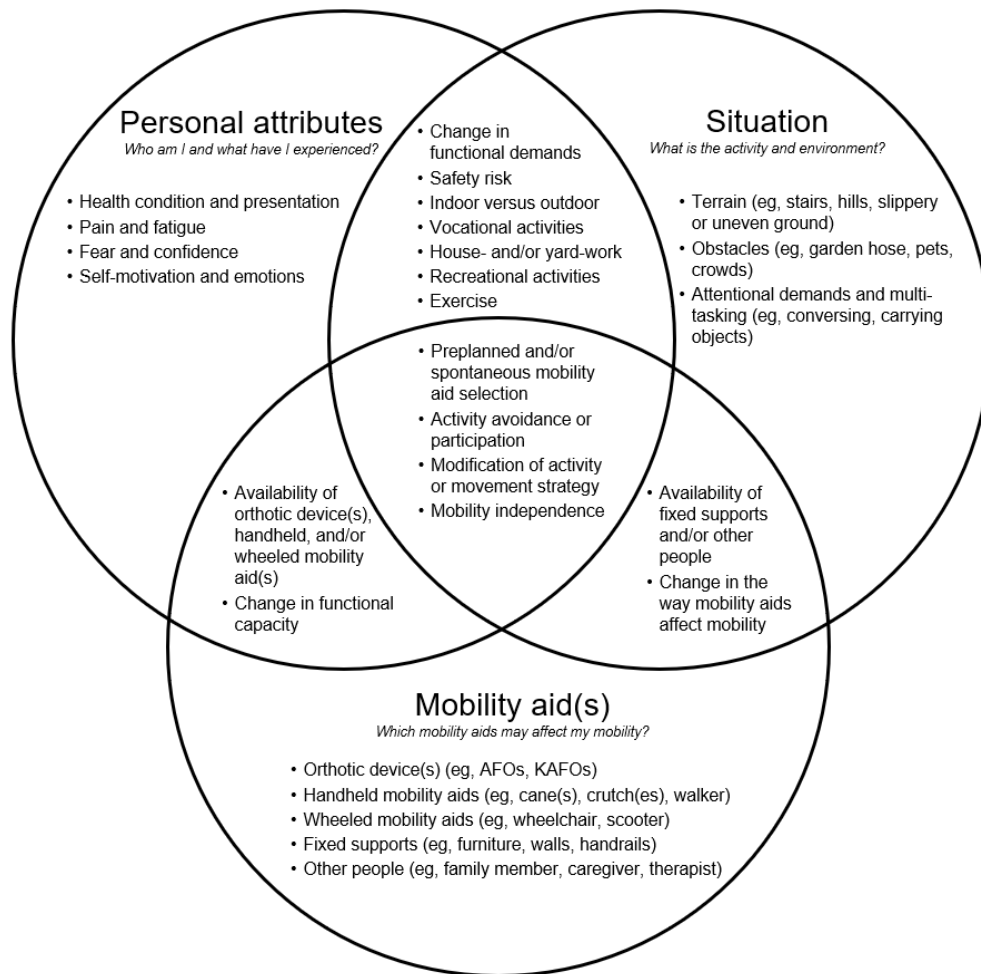 Personal attributes
Who am I and what have I experienced?
• Health condition and presentation
• Pain and fatigue
• Fear and confidence
• Self-motivation and emotions
• Change in
functional demands
• Safety risk
• Indoor versus outdoor
• Vocational activities
• House- and/or yard-work
• Recreational activities
• Exercise
Situation
What is the activity and environment?
• Terrain (eg, stairs, hills, slippery
or uneven ground)
• Obstacles (eg, garden hose, pets,
crowds)
• Attentional demands and multi-
tasking (eg, conversing, carrying
objects)
• Preplanned and/or
spontaneous mobility
aid selection
• Activity avoidance or
participation
• Modification of activity
or movement strategy
• Mobility independence
• Availability of
orthotic device(s),
handheld, and/or
wheeled mobility
aid(s)
• Change in functional
capacity
• Availability of
fixed supports
and/or other
people
• Change in the
way mobility aids
affect mobility
Mobility aid(s)
Which mobility aids may affect my mobility?
• Orthotic device(s) (eg, AFOs, KAFOs)
• Handheld mobility aids (eg, cane(s), crutch(es), walker)
• Wheeled mobility aids (eg, wheelchair, scooter)
• Fixed supports (eg, furniture, walls, handrails)
• Other people (eg, family member, caregiver, therapist)